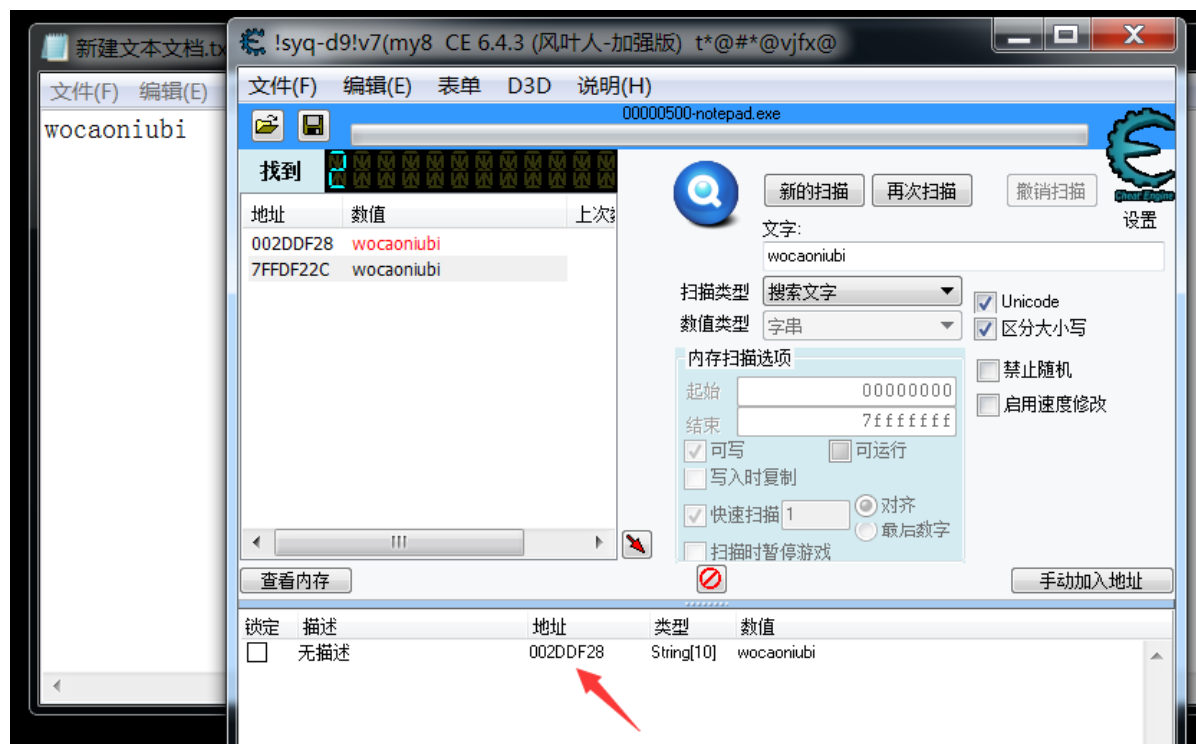 新建文本文档.tx
文件(F) 编辑(E)
wocaoniubi
!syq-d9!v7(my8 CE 6.4.3 (风叶人-加强版) t*@#*@vjfx@
文件(F) 编辑(E) 表单 D3D 说明(H)
00000500-notepad.exe
找到 2
地址 数值 上次
002DDF28 wocaoniubi
7FFDF22C wocaoniubi
新的扫描 再次扫描 撤销扫描
Cheat Engine
设置
文字:
wocaoniubi
扫描类型 搜索文字
数值类型 字串
Unicode
区分大小写
内存扫描选项
起始 00000000
结束 7fffffff
可写 可运行
写入时复制
快速扫描 1 对齐
最后数字
扫描时暂停游戏
禁止随机
启用速度修改
查看内存 手动加入地址
锁定 描述 地址 类型 数值
无描述 002DDF28 String[10] wocaoniubi